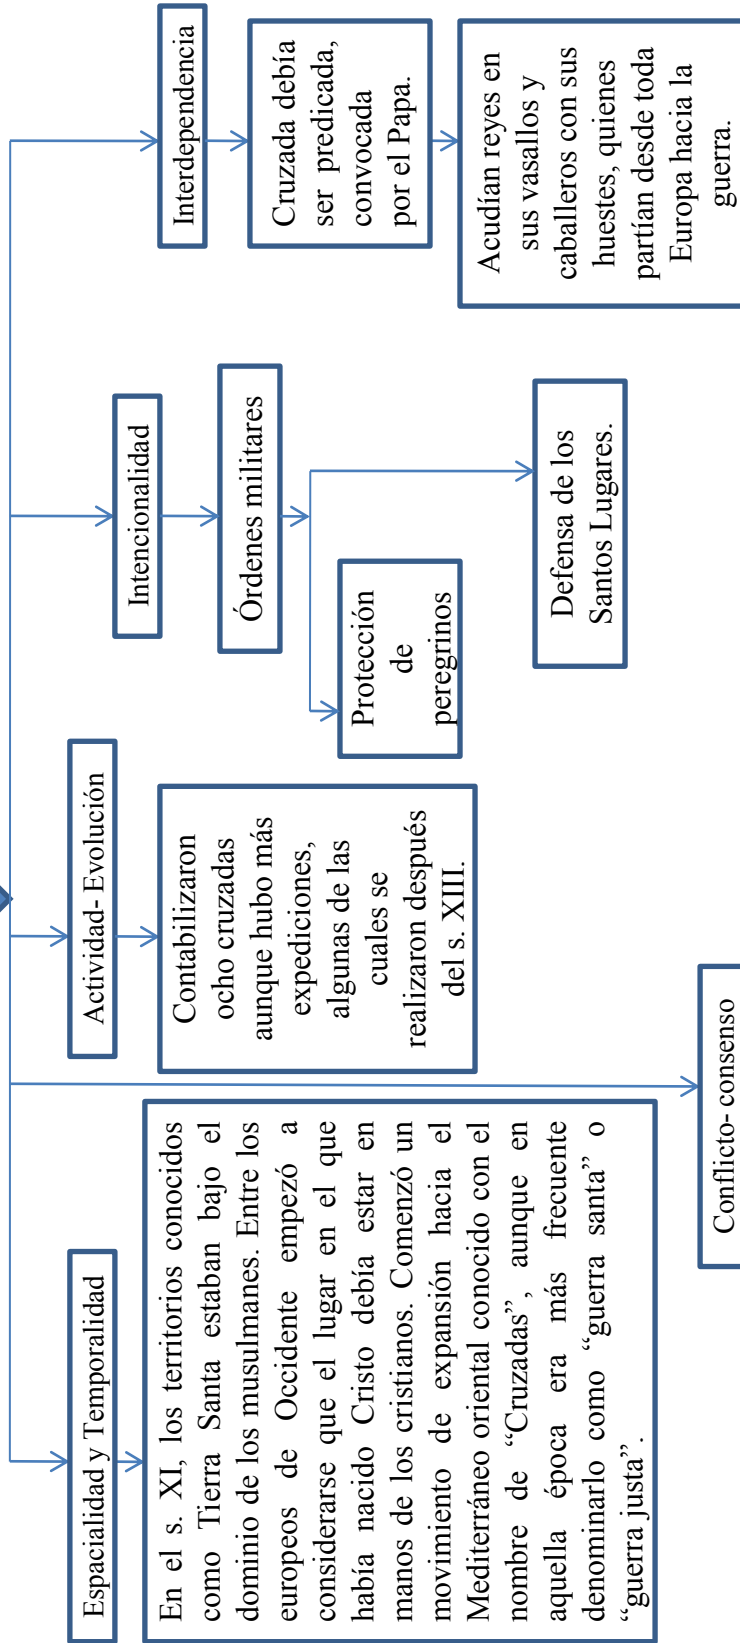 Espacialidad y Temporalidad
En el s. XI, los territorios conocidos
como Tierra Santa estaban bajo el
dominio de los musulmanes. Entre los
europeos de Occidente empezó a
considerarse que el lugar en el que
había nacido Cristo debía estar en
manos de los cristianos. Comenzó un
movimiento de expansión hacia el
Mediterráneo oriental conocido con el
nombre de “Cruzadas”, aunque en
aquella época era más frecuente
denominarlo como “guerra santa” o
“guerra justa”.
Conflicto- consenso
Actividad- Evolución
Contabilizaron
ocho cruzadas
aunque hubo más
expediciones,
algunas de las
cuales se
realizaron después
del s. XIII.
Intencionalidad
Órdenes militares
Protección
de
peregrinos
Defensa de los
Santos Lugares.
Interdependencia
Cruzada debía
ser predicada,
convocada
por el Papa.
Acudían reyes en
sus vasallos y
caballeros con sus
huestes, quienes
partían desde toda
Europa hacia la
guerra.